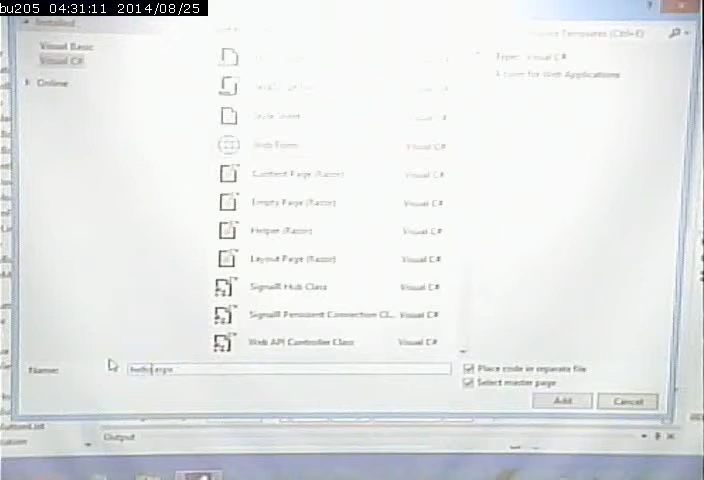 bu205 04:31:11 2014/08/25
Installed
Templates (Ctrl+E)
Visual Basic
Visual C#
Online
Type: Visual C#
A form for Web Applications
Style Sheet Visual C#
Web Form Visual C#
Content Page (Razor) Visual C#
Empty Page (Razor) Visual C#
Helper (Razor) Visual C#
Layout Page (Razor) Visual C#
SignalR Hub Class Visual C#
SignalR Persistent Connection Cl... Visual C#
Web API Controller Class Visual C#
Name:
hello.aspx
Place code in separate file
Select master page
Add Cancel
Output